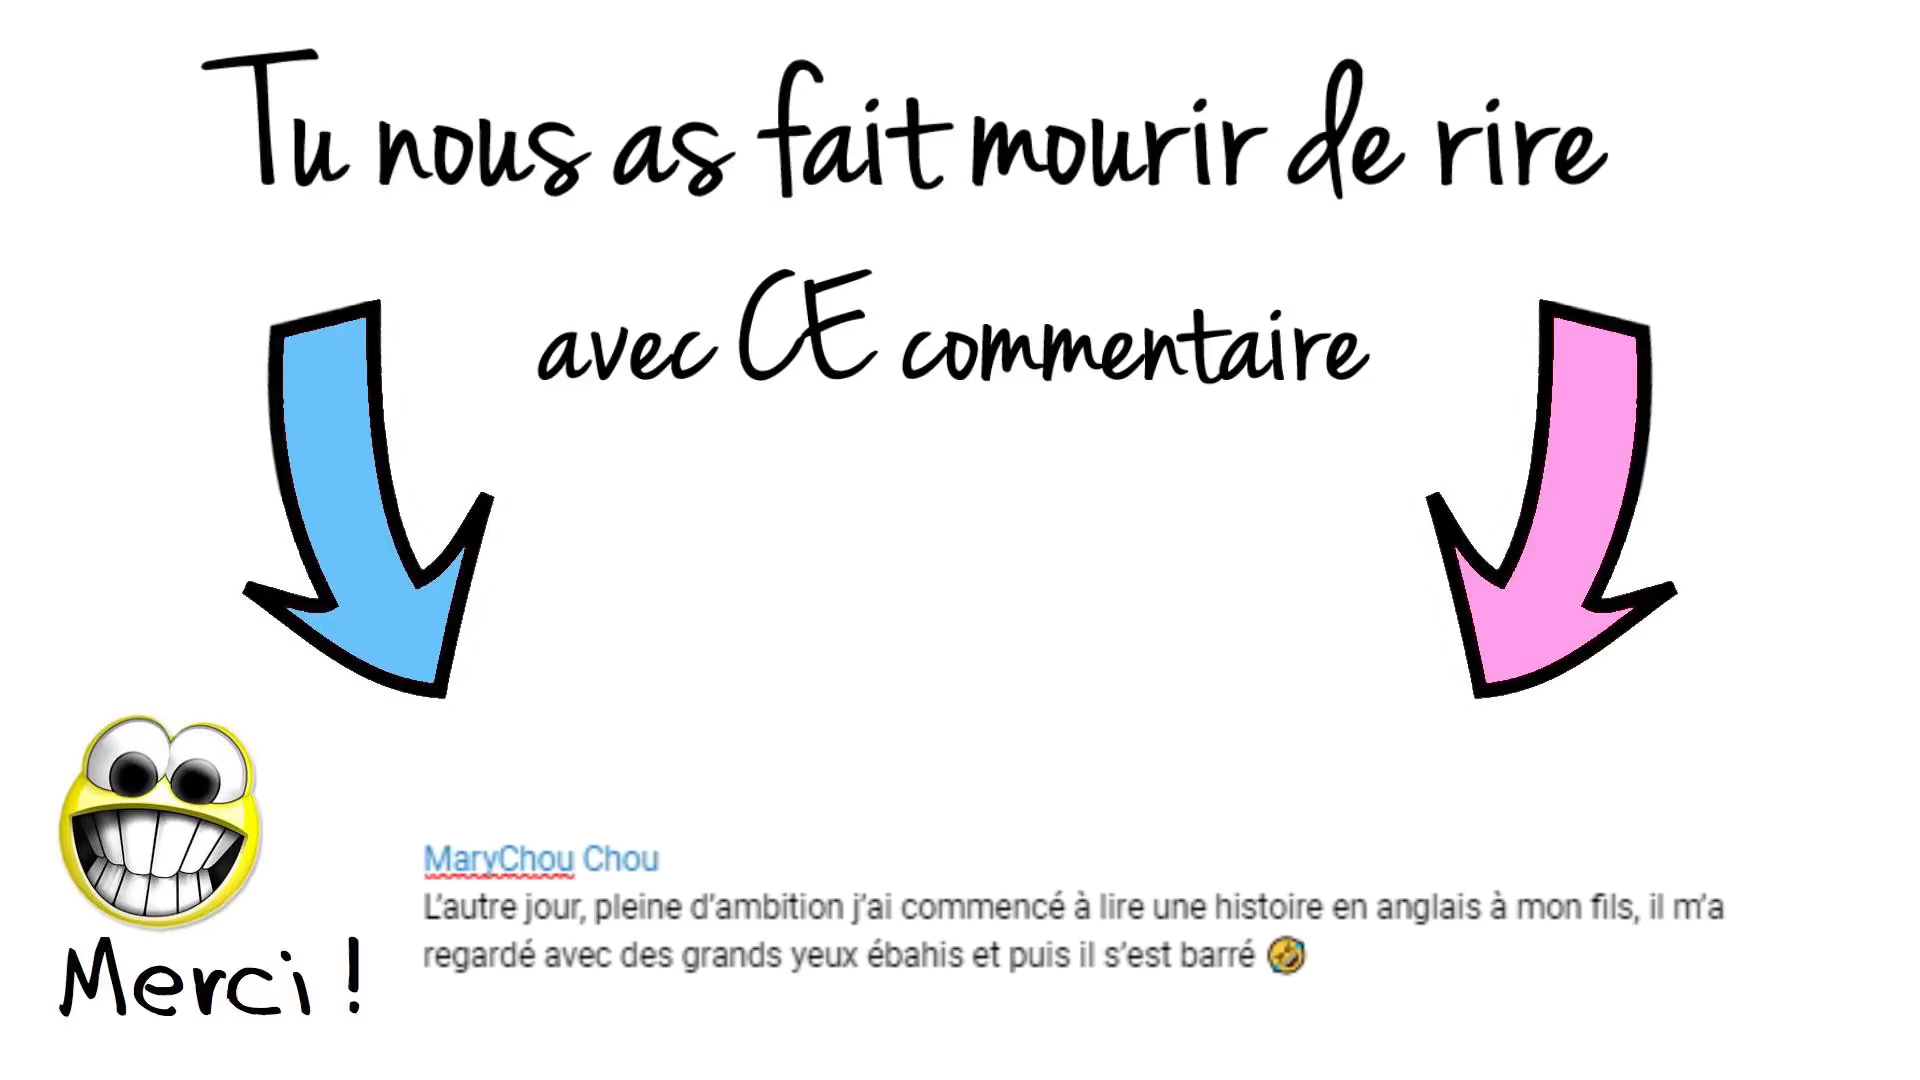 Tu nous as fait mourir de rire
avec CE commentaire
MaryChou Chou
L'autre jour, pleine d'ambition j'ai commencé à lire une histoire en anglais à mon fils, il m'a
regardé avec des grands yeux ébahis et puis il s'est barré 🤣
Merci !